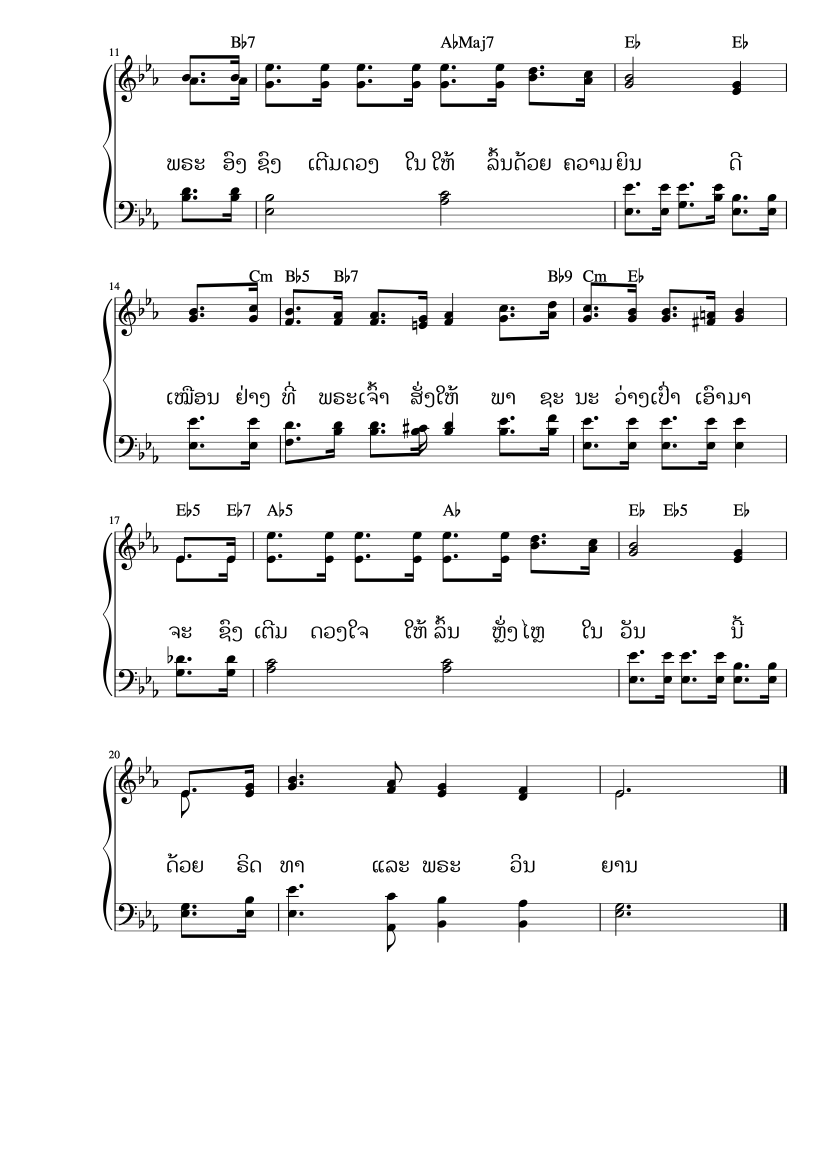 11 B♭7 A♭Maj7 E♭ E♭
ພຣະ ອົງ ຊົງ ເຕີມດວງ ໃນ ໃຫ້ ລົ້ນດ້ວຍ ຄວາມ ຍິນ ດີ
14 Cm B♭5 B♭7 B♭9 Cm E♭
ເໝືອນ ຢ່າງ ທີ່ ພຣະເຈົ້າ ສັ່ງໃຫ້ ພາ ຊະ ນະ ວ່າງເປົ່າ ເອົາມາ
17 E♭5 E♭7 A♭5 A♭ E♭ E♭5 E♭
ຈະ ຊົງ ເຕີມ ດວງໃຈ ໃຫ້ ລົ້ນ ຫຼັ່ງໄຫຼ ໃນ ວັນ ນີ້
20
ດ້ວຍ ຣິດ ທາ ແລະ ພຣະ ວິນ ຍານ